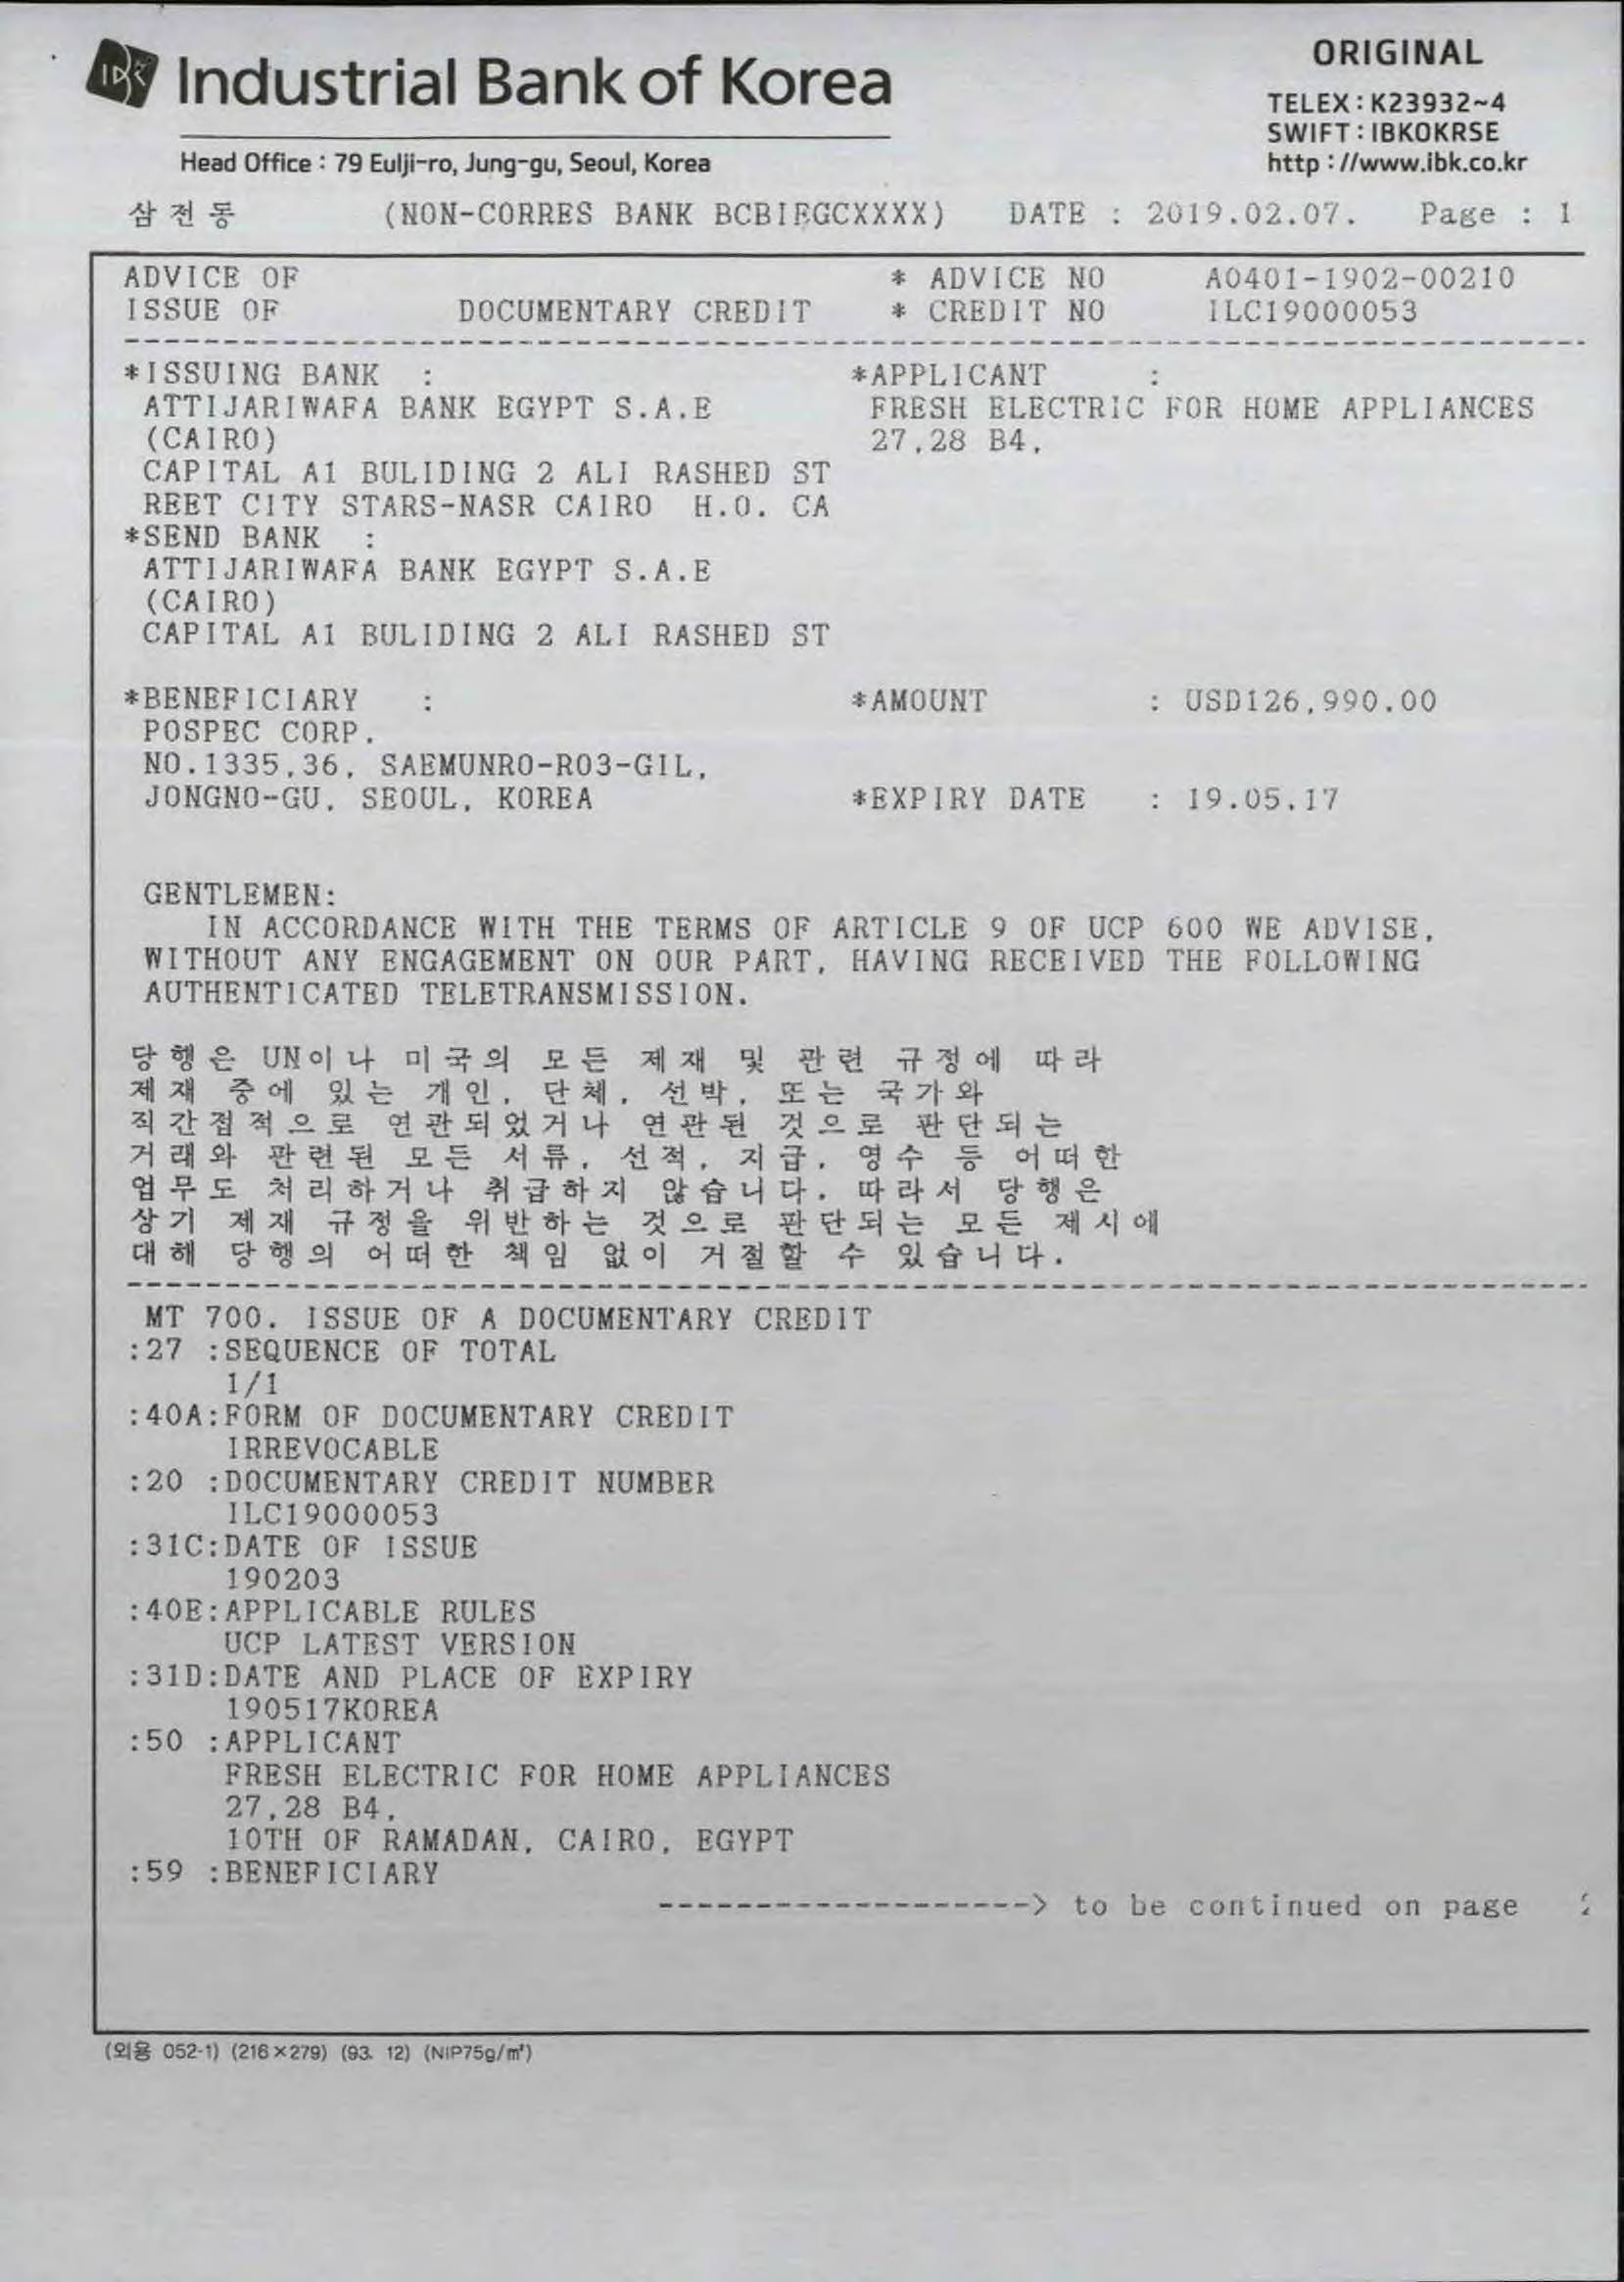 IBK Industrial Bank of Korea
ORIGINAL
TELEX : K23932~4
SWIFT : IBKOKRSE
http : //www.ibk.co.kr
Head Office : 79 Eulji-ro, Jung-gu, Seoul, Korea
삼전동 (NON-CORRES BANK BCBIEGCXXXX) DATE : 2019.02.07. Page : 1
ADVICE OF * ADVICE NO A0401-1902-00210
ISSUE OF DOCUMENTARY CREDIT * CREDIT NO ILC19000053
*ISSUING BANK : *APPLICANT :
ATTIJARIWAFA BANK EGYPT S.A.E FRESH ELECTRIC FOR HOME APPLIANCES
(CAIRO) 27,28 B4,
CAPITAL A1 BULIDING 2 ALI RASHED ST
REET CITY STARS-NASR CAIRO H.O. CA
*SEND BANK :
ATTIJARIWAFA BANK EGYPT S.A.E
(CAIRO)
CAPITAL A1 BULIDING 2 ALI RASHED ST
*BENEFICIARY : *AMOUNT : USD126,990.00
POSPEC CORP.
NO.1335,36, SAEMUNRO-RO3-GIL,
JONGNO-GU, SEOUL, KOREA *EXPIRY DATE : 19.05.17
GENTLEMEN:
IN ACCORDANCE WITH THE TERMS OF ARTICLE 9 OF UCP 600 WE ADVISE,
WITHOUT ANY ENGAGEMENT ON OUR PART, HAVING RECEIVED THE FOLLOWING
AUTHENTICATED TELETRANSMISSION.
당행은 UN이나 미국의 모든 제재 및 관련 규정에 따라
제재 중에 있는 개인, 단체, 선박, 또는 국가와
직간접적으로 연관되었거나 연관된 것으로 판단되는
거래와 관련된 모든 서류, 선적, 지급, 영수 등 어떠한
업무도 처리하거나 취급하지 않습니다. 따라서 당행은
상기 제재 규정을 위반하는 것으로 판단되는 모든 제시에
대해 당행의 어떠한 책임 없이 거절할 수 있습니다.
MT 700. ISSUE OF A DOCUMENTARY CREDIT
:27 :SEQUENCE OF TOTAL
1/1
:40A:FORM OF DOCUMENTARY CREDIT
IRREVOCABLE
:20 :DOCUMENTARY CREDIT NUMBER
ILC19000053
:31C:DATE OF ISSUE
190203
:40E:APPLICABLE RULES
UCP LATEST VERSION
:31D:DATE AND PLACE OF EXPIRY
190517KOREA
:50 :APPLICANT
FRESH ELECTRIC FOR HOME APPLIANCES
27,28 B4,
10TH OF RAMADAN, CAIRO, EGYPT
:59 :BENEFICIARY
-------------------> to be continued on page
(외용 052-1) (216×279) (93. 12) (NIP75g/㎡)